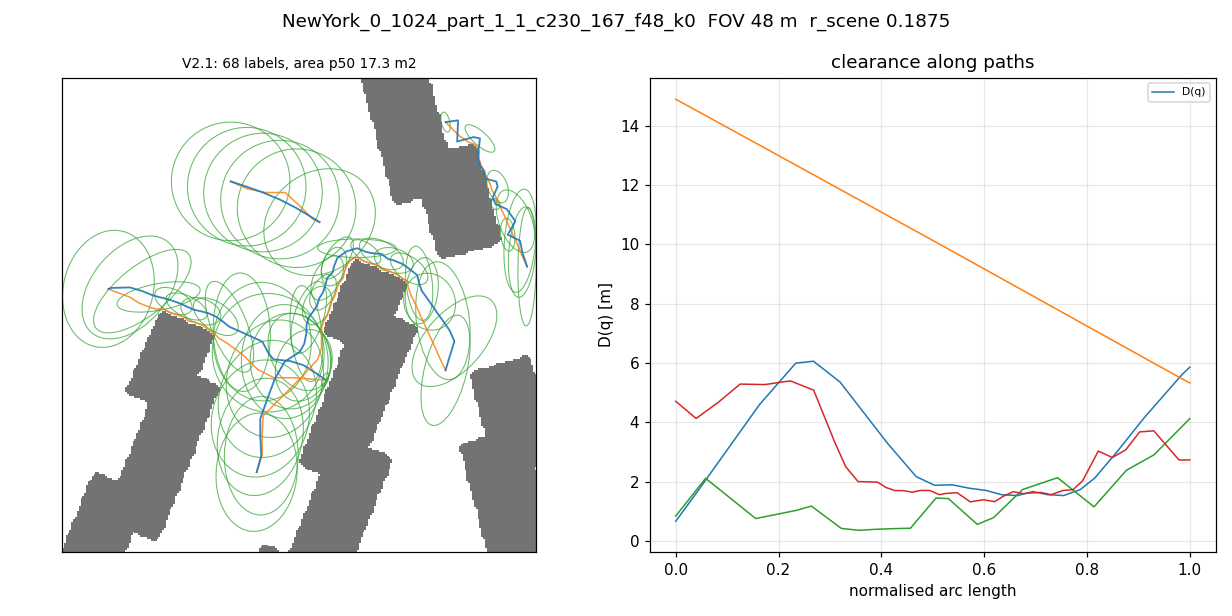 NewYork_0_1024_part_1_1_c230_167_f48_k0  FOV 48 m  r_scene 0.1875
V2.1: 68 labels, area p50 17.3 m2
clearance along paths
D(q)
14
12
10
8
6
4
2
0
D(q) [m]
0.0 0.2 0.4 0.6 0.8 1.0
normalised arc length